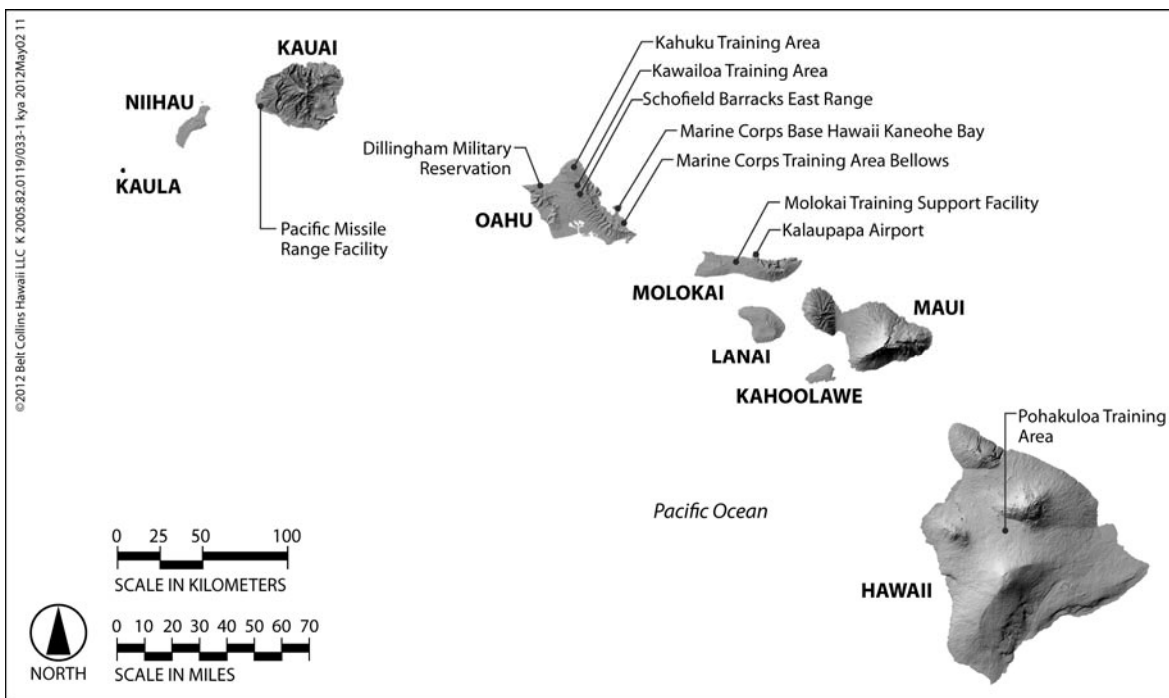 ©2012 Belt Collins Hawaii LLC K 2005.82.0119/033-1 kya 2012May02 11
KAUAI
NIIHAU
KAULA
Pacific Missile
Range Facility
Kahuku Training Area
Kawailoa Training Area
Schofield Barracks East Range
Marine Corps Base Hawaii Kaneohe Bay
Marine Corps Training Area Bellows
Dillingham Military
Reservation
OAHU
Molokai Training Support Facility
Kalaupapa Airport
MOLOKAI
MAUI
LANAI
KAHOOLAWE
Pohakuloa Training
Area
Pacific Ocean
HAWAII
0 25 50 100
SCALE IN KILOMETERS
0 10 20 30 40 50 60 70
SCALE IN MILES
NORTH